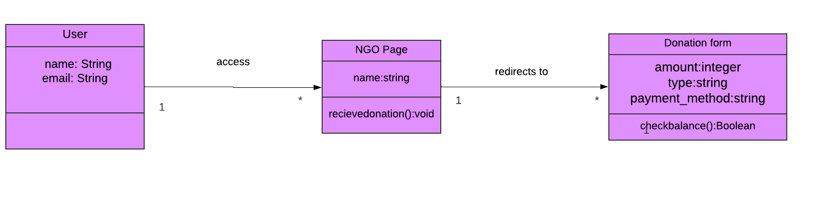 User
name: String
email: String
access
1
*
NGO Page
name:string
recievedonation():void
redirects to
1
*
Donation form
amount:integer
type:string
payment_method:string
checkbalance():Boolean